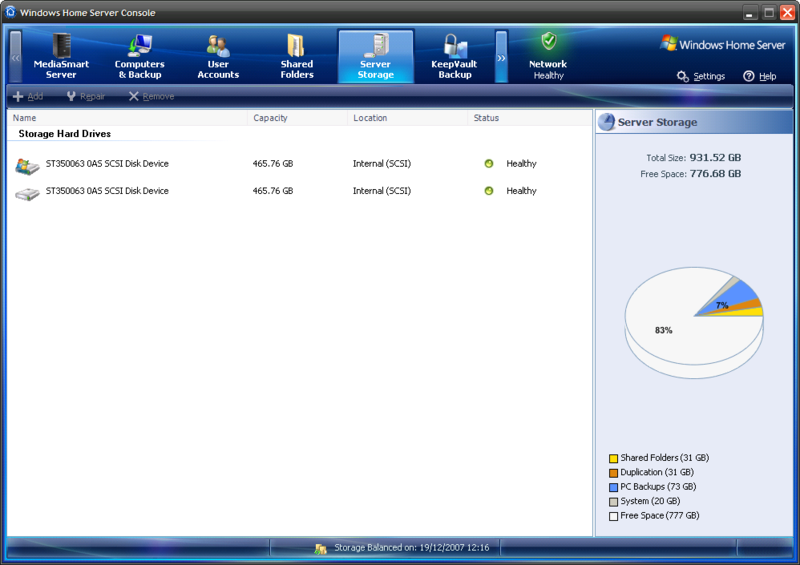 Windows Home Server Console
MediaSmart Server
Computers & Backup
User Accounts
Shared Folders
Server Storage
KeepVault Backup
Network Healthy
Windows Home Server
Settings
Help
Add
Repair
Remove
Name Capacity Location Status
Storage Hard Drives
ST350063 0AS SCSI Disk Device 465.76 GB Internal (SCSI) Healthy
ST350063 0AS SCSI Disk Device 465.76 GB Internal (SCSI) Healthy
Server Storage
Total Size: 931.52 GB
Free Space: 776.68 GB
7%
83%
Shared Folders (31 GB)
Duplication (31 GB)
PC Backups (73 GB)
System (20 GB)
Free Space (777 GB)
Storage Balanced on: 19/12/2007 12:16